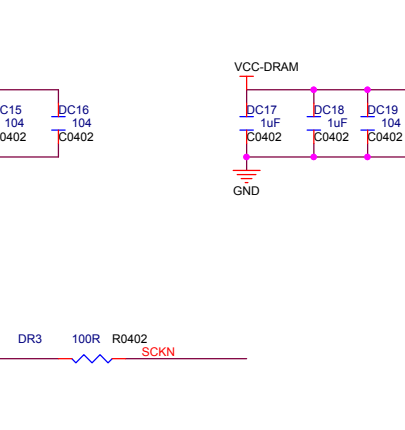 VCC-DRAM
C15
DC16
DC17
DC18
DC19
104
104
1uF
1uF
104
0402
C0402
C0402
C0402
C0402
GND
DR3
100R
R0402
SCKN